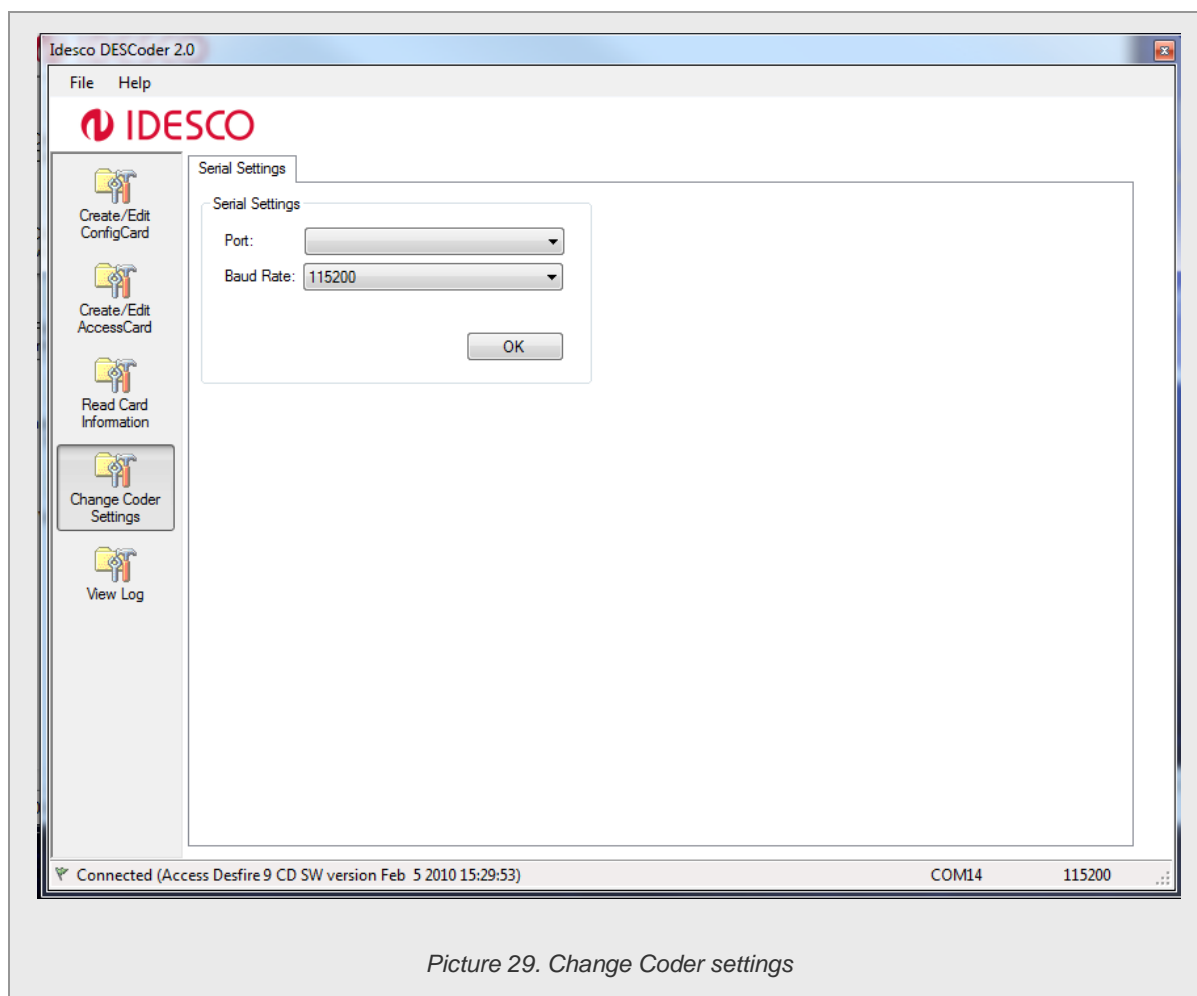 Idesco DESCoder 2.0
File Help
IDESCO
Create/Edit
ConfigCard
Create/Edit
AccessCard
Read Card
Information
Change Coder
Settings
View Log
Serial Settings
Serial Settings
Port:
Baud Rate: 115200
OK
Connected (Access Desfire 9 CD SW version Feb 5 2010 15:29:53) COM14 115200
Picture 29. Change Coder settings